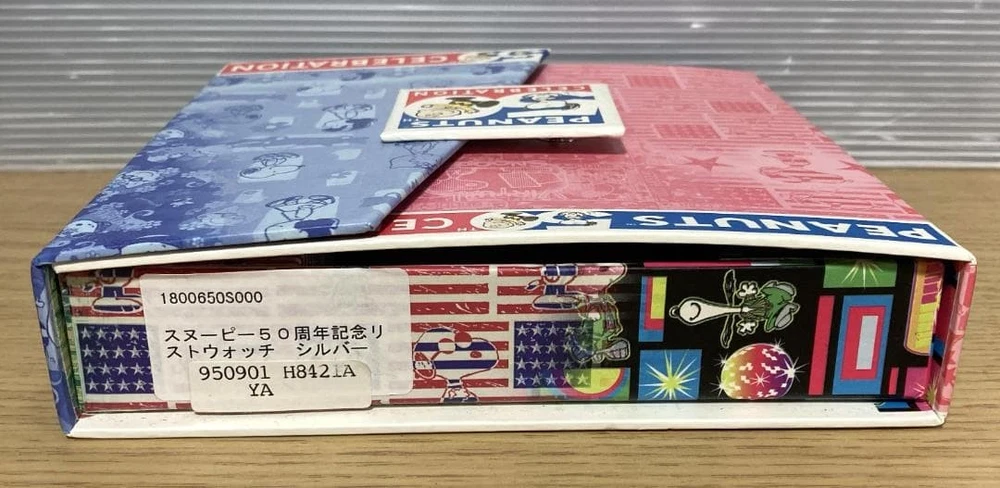 CELEBRATION
PEANUTS
CELEBRATION
PEANUTS
TH CE
1800650S000
スヌーピー５０周年記念リ
ストウォッチ　シルバー
950901 H8421A
YA